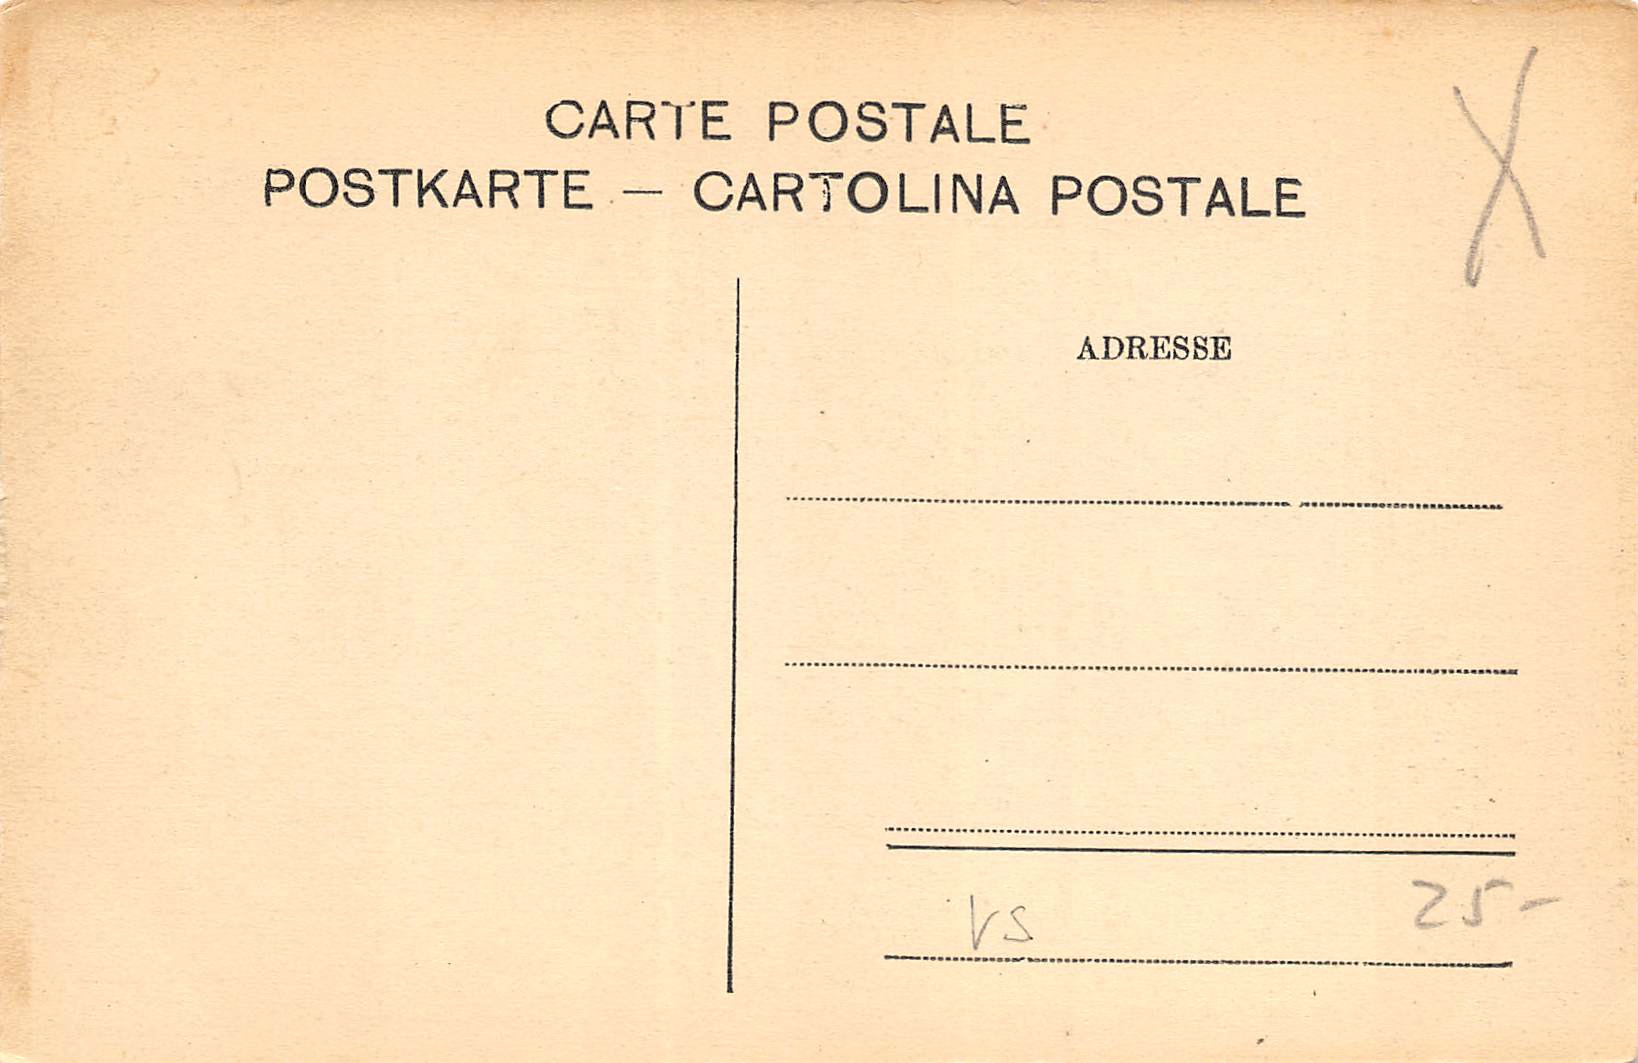 CARTE POSTALE
POSTKARTE — CARTOLINA POSTALE
X
ADRESSE
VS
25-